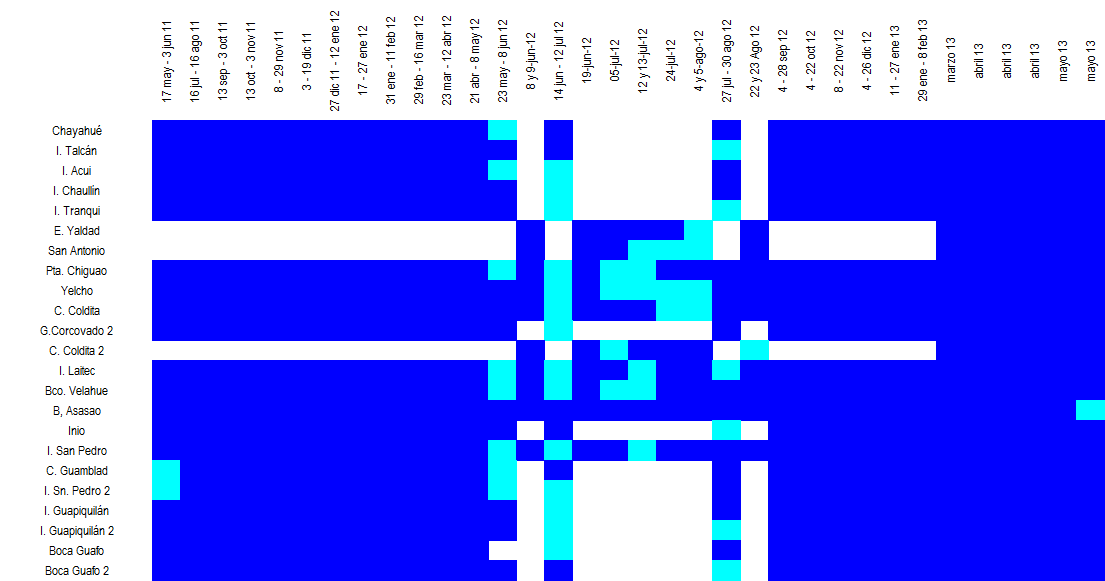 17 may - 3 jun 11
16 jul - 16 ago 11
13 sep - 3 oct 11
13 oct - 3 nov 11
8 - 29 nov 11
3 - 19 dic 11
27 dic 11 - 12 ene 12
17 - 27 ene 12
31 ene - 11 feb 12
29 feb - 16 mar 12
23 mar - 12 abr 12
21 abr - 8 may 12
23 may - 8 jun 12
8 y 9-jun-12
14 jun - 12 jul 12
19-jun-12
05-jul-12
12 y 13-jul-12
24-jul-12
4 y 5-ago-12
27 jul - 30 ago 12
22 y 23 Ago 12
4 - 28 sep 12
4 - 22 oct 12
8 - 22 nov 12
4 - 26 dic 12
11 - 27 ene 13
29 ene - 8 feb 13
marzo 13
abril 13
abril 13
abril 13
mayo 13
mayo 13
Chayahué
I. Talcán
I. Acui
I. Chaullín
I. Tranqui
E. Yaldad
San Antonio
Pta. Chiguao
Yelcho
C. Coldita
G.Corcovado 2
C. Coldita 2
I. Laitec
Bco. Velahue
B, Asasao
Inio
I. San Pedro
C. Guamblad
I. Sn. Pedro 2
I. Guapiquilán
I. Guapiquilán 2
Boca Guafo
Boca Guafo 2